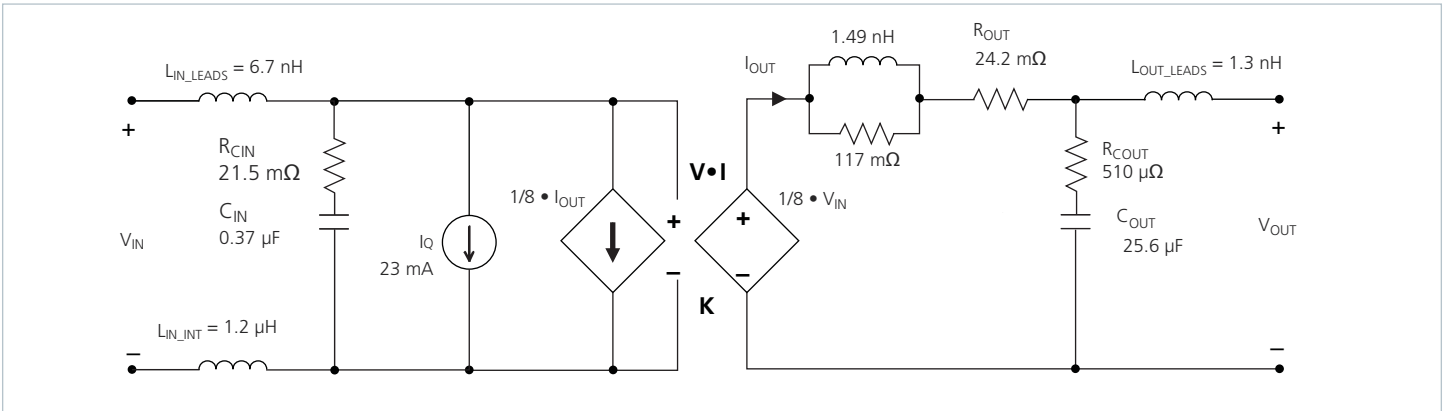 L_IN_LEADS = 6.7 nH
+
R_CIN
21.5 mΩ
C_IN
0.37 µF
V_IN
L_IN_INT = 1.2 µH
–
I_Q
23 mA
1/8 • I_OUT
V•I
+
–
K
+
–
1/8 • V_IN
I_OUT
1.49 nH
117 mΩ
R_OUT
24.2 mΩ
L_OUT_LEADS = 1.3 nH
R_COUT
510 µΩ
C_OUT
25.6 µF
+
V_OUT
–